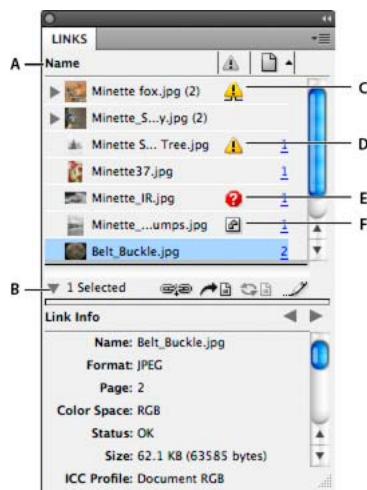 LINKS
A Name
Minette fox.jpg (2) C
Minette_S...y.jpg (2)
Minette S... Tree.jpg 1 D
Minette37.jpg 1
Minette_IR.jpg ? 1 E
Minette_...umps.jpg 1 F
Belt_Buckle.jpg 2
B 1 Selected
Link Info
Name: Belt_Buckle.jpg
Format: JPEG
Page: 2
Color Space: RGB
Status: OK
Size: 62.1 KB (63585 bytes)
ICC Profile: Document RGB